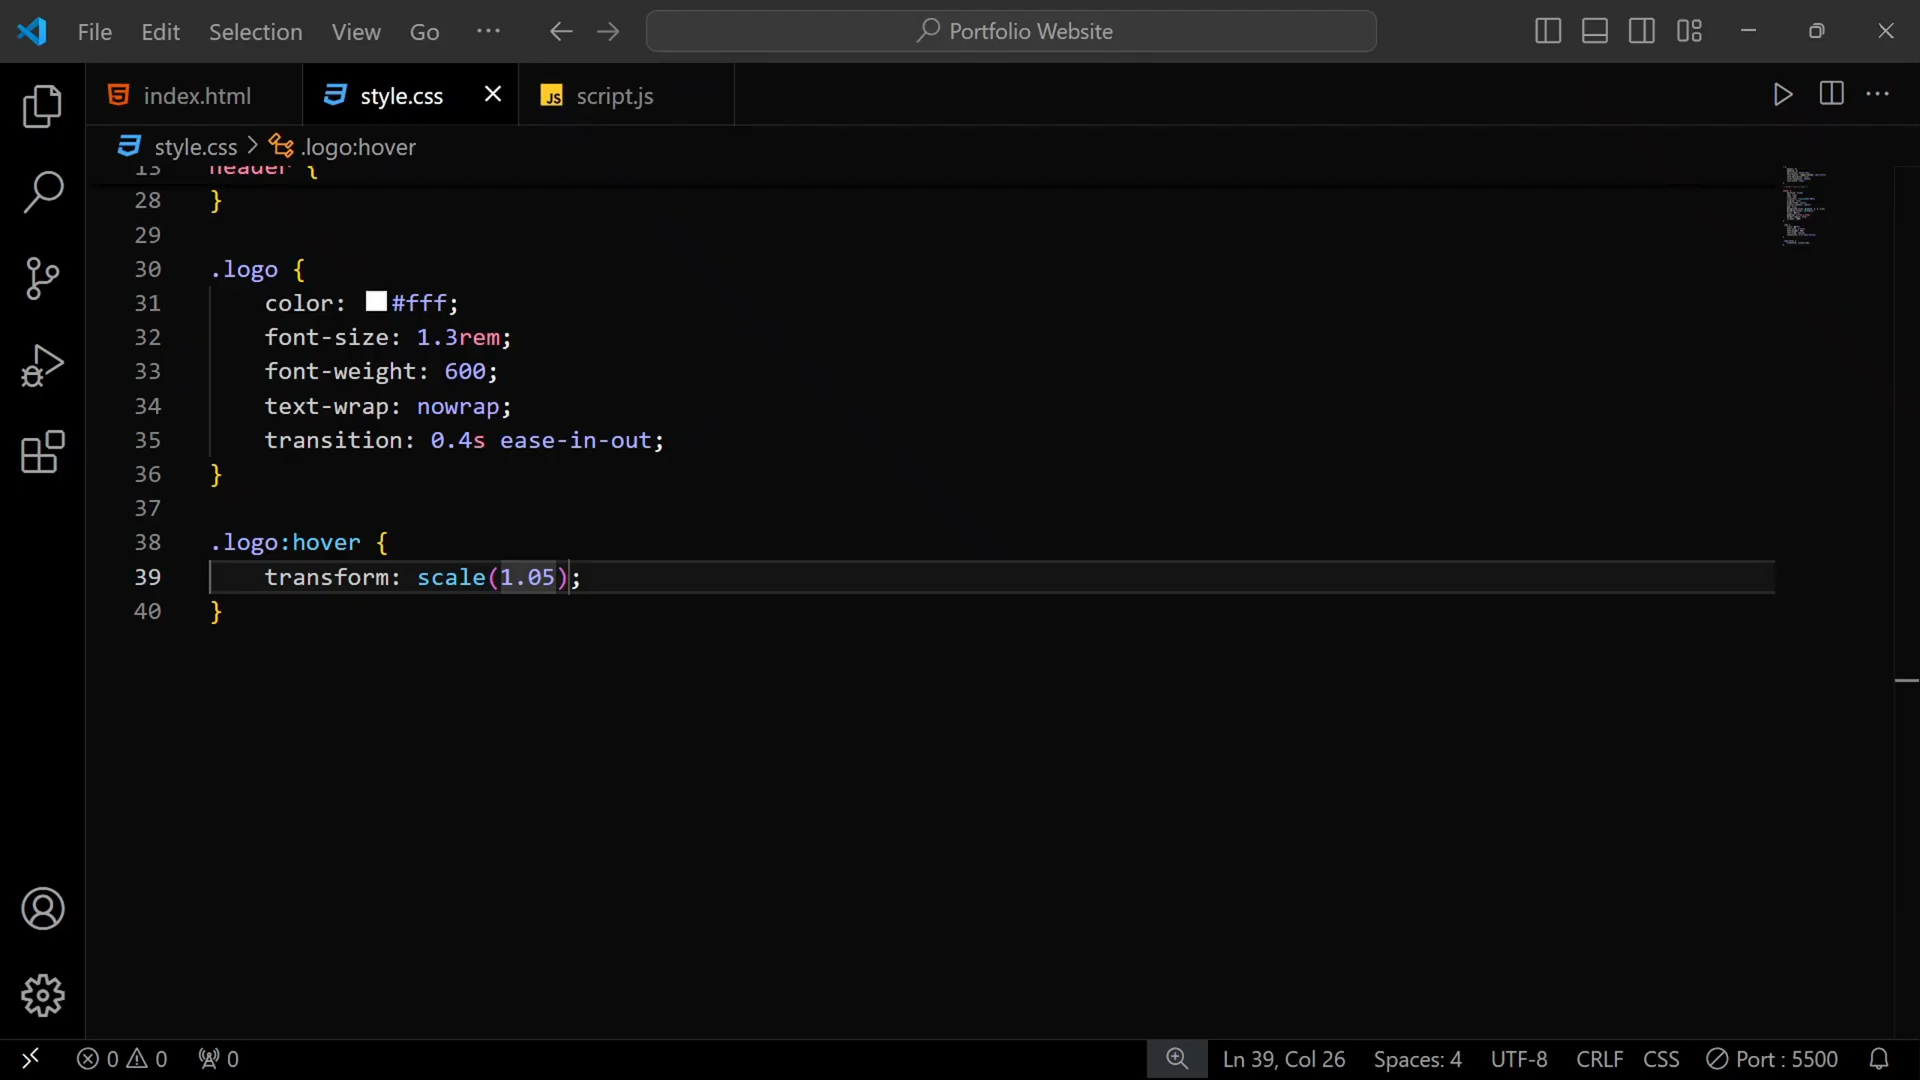 File Edit Selection View Go ··· Portfolio Website
index.html style.css script.js
style.css > .logo:hover
13 header {
28 }
29
30 .logo {
31 color: #fff;
32 font-size: 1.3rem;
33 font-weight: 600;
34 text-wrap: nowrap;
35 transition: 0.4s ease-in-out;
36 }
37
38 .logo:hover {
39 transform: scale(1.05);
40 }
0 0 0 Ln 39, Col 26 Spaces: 4 UTF-8 CRLF CSS Port : 5500